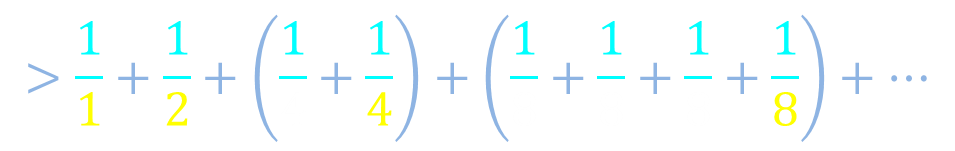 > 1/1 + 1/2 + (1/ + 1/4) + (1/ + 1/ + 1/ + 1/8) + ⋯